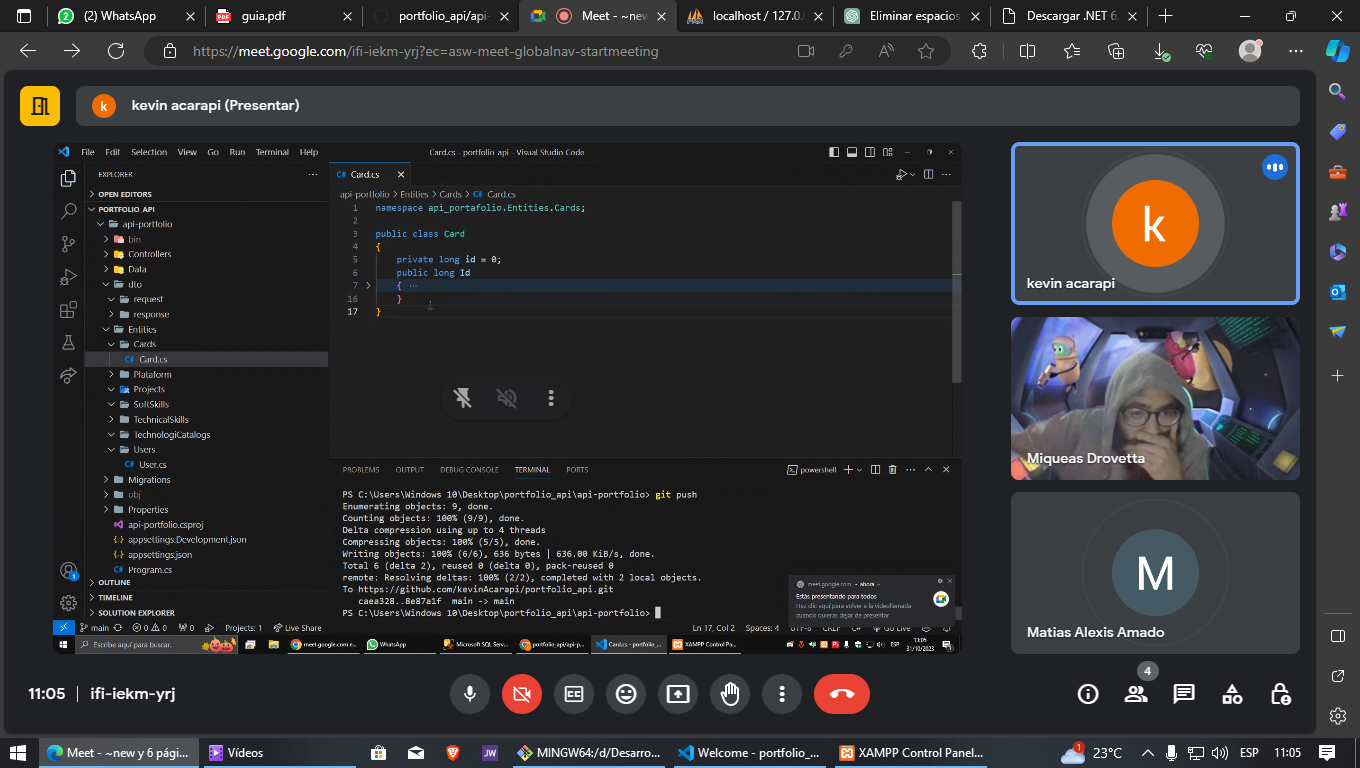 (2) WhatsApp
guia.pdf
portfolio_api/api-
Meet - ~new
localhost / 127.0.
Eliminar espacios
Descargar .NET 6.
https://meet.google.com/ifi-iekm-yrj?ec=asw-meet-globalnav-startmeeting
k
kevin acarapi (Presentar)
File Edit Selection View Go Run Terminal Help
Card.cs - portfolio_api - Visual Studio Code
EXPLORER
C# Card.cs
OPEN EDITORS
PORTFOLIO_API
api-portfolio
bin
Controllers
Data
dto
request
response
Entities
Cards
C# Card.cs
Plataform
Projects
SoftSkills
TechnicalSkills
TechnologiCatalogs
Users
C# User.cs
Migrations
obj
Properties
api-portfolio.csproj
{} appsettings.Development.json
{} appsettings.json
C# Program.cs
OUTLINE
TIMELINE
SOLUTION EXPLORER
api-portfolio > Entities > Cards > C# Card.cs
1 namespace api_portafolio.Entities.Cards;
2
3 public class Card
4 {
5 private long id = 0;
6 public long Id
7 { ...
16 }
17 }
PROBLEMS OUTPUT DEBUG CONSOLE TERMINAL PORTS
powershell
PS C:\Users\Windows 10\Desktop\portfolio_api\api-portfolio> git push
Enumerating objects: 9, done.
Counting objects: 100% (9/9), done.
Delta compression using up to 4 threads
Compressing objects: 100% (5/5), done.
Writing objects: 100% (6/6), 636 bytes | 636.00 KiB/s, done.
Total 6 (delta 2), reused 0 (delta 0), pack-reused 0
remote: Resolving deltas: 100% (2/2), completed with 2 local objects.
To https://github.com/kevinAcarapi/portfolio_api.git
caea328..8e87a1f main -> main
PS C:\Users\Windows 10\Desktop\portfolio_api\api-portfolio>
meet.google.com • ahora
Estás presentando para todos
Haz clic aquí para volver a la videollamada
cuando quieras dejar de presentar
main 0 0 0 Projects: 1 Live Share
Ln 17, Col 2 Spaces: 4 UTF-8 CRLF C# Go Live
Escribe aquí para buscar.
meet.google.com e...
WhatsApp
Microsoft SQL Serv...
portfolio_api/api-p...
Card.cs - portfolio_...
XAMPP Control Pa...
ESP
13:05
31/10/2023
k
kevin acarapi
Miqueas Drovetta
M
Matias Alexis Amado
11:05 | ifi-iekm-yrj
4
Meet - ~new y 6 pági...
Vídeos
JW
MINGW64:/d/Desarro...
Welcome - portfolio_...
XAMPP Control Panel...
1
23°C
ESP
11:05